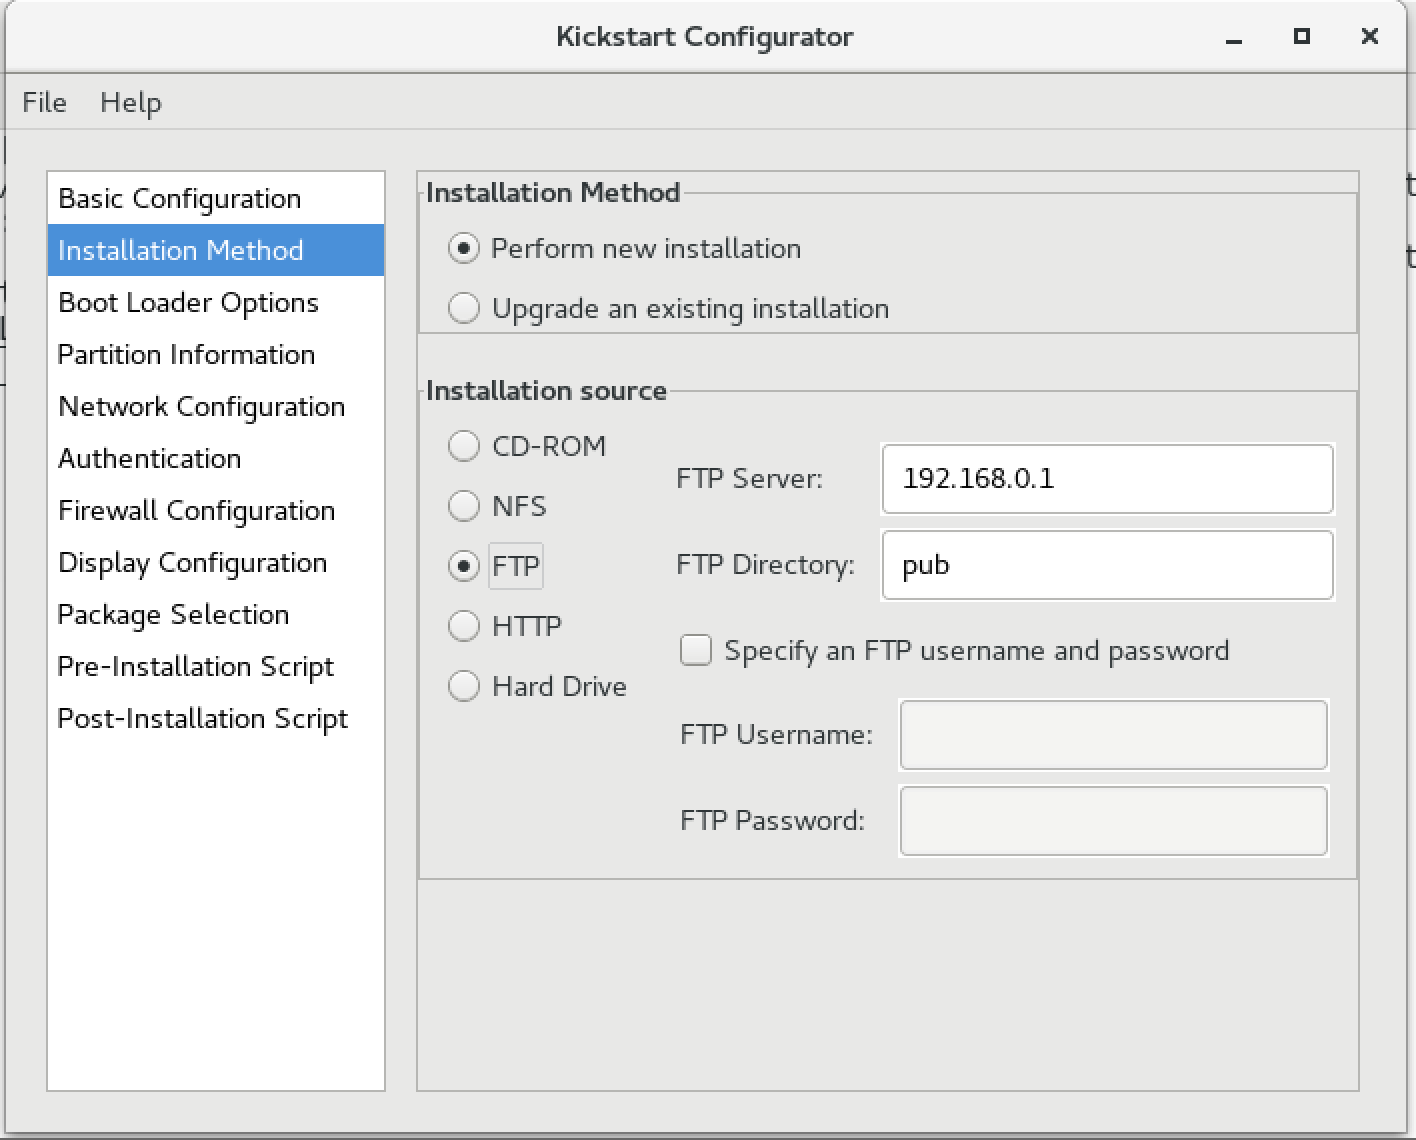 Kickstart Configurator
File Help
Basic Configuration
Installation Method
Boot Loader Options
Partition Information
Network Configuration
Authentication
Firewall Configuration
Display Configuration
Package Selection
Pre-Installation Script
Post-Installation Script
Installation Method
Perform new installation
Upgrade an existing installation
Installation source
CD-ROM
NFS
FTP
HTTP
Hard Drive
FTP Server: 192.168.0.1
FTP Directory: pub
Specify an FTP username and password
FTP Username:
FTP Password: